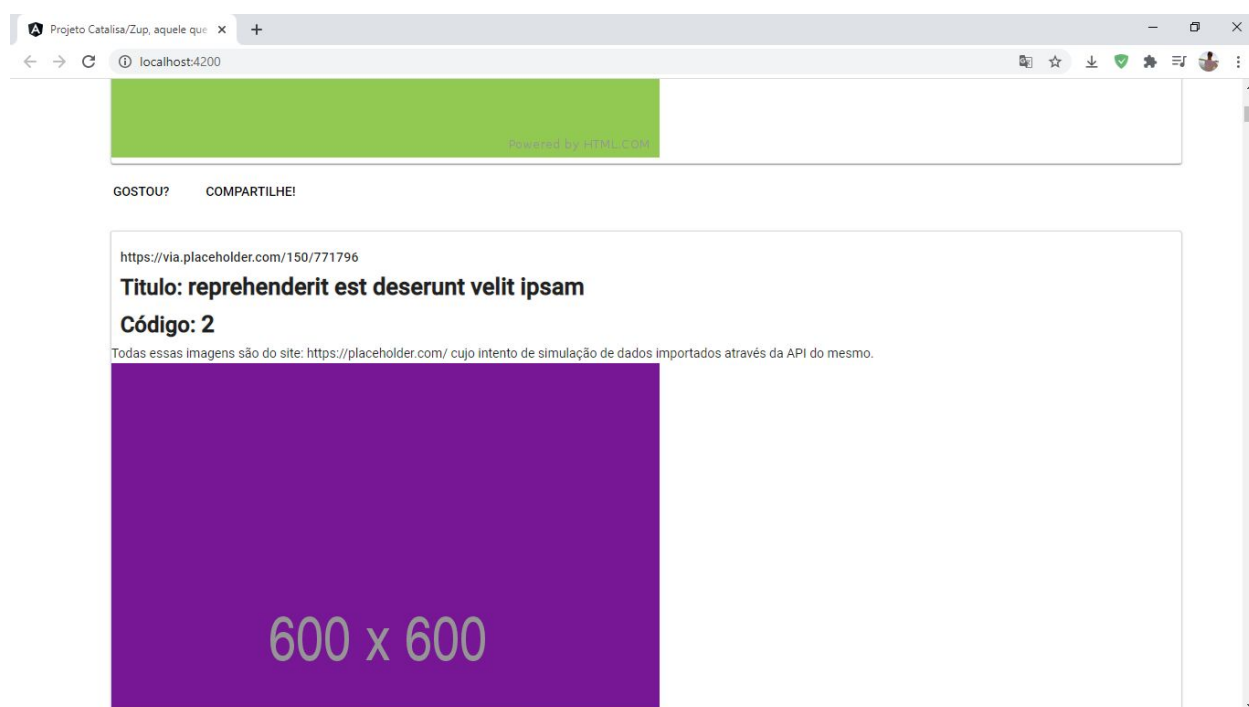 Projeto Catalisa/Zup, aquele que
localhost:4200
Powered by HTML.COM
GOSTOU? COMPARTILHE!
https://via.placeholder.com/150/771796
Titulo: reprehenderit est deserunt velit ipsam
Código: 2
Todas essas imagens são do site: https://placeholder.com/ cujo intento de simulação de dados importados através da API do mesmo.
600 x 600